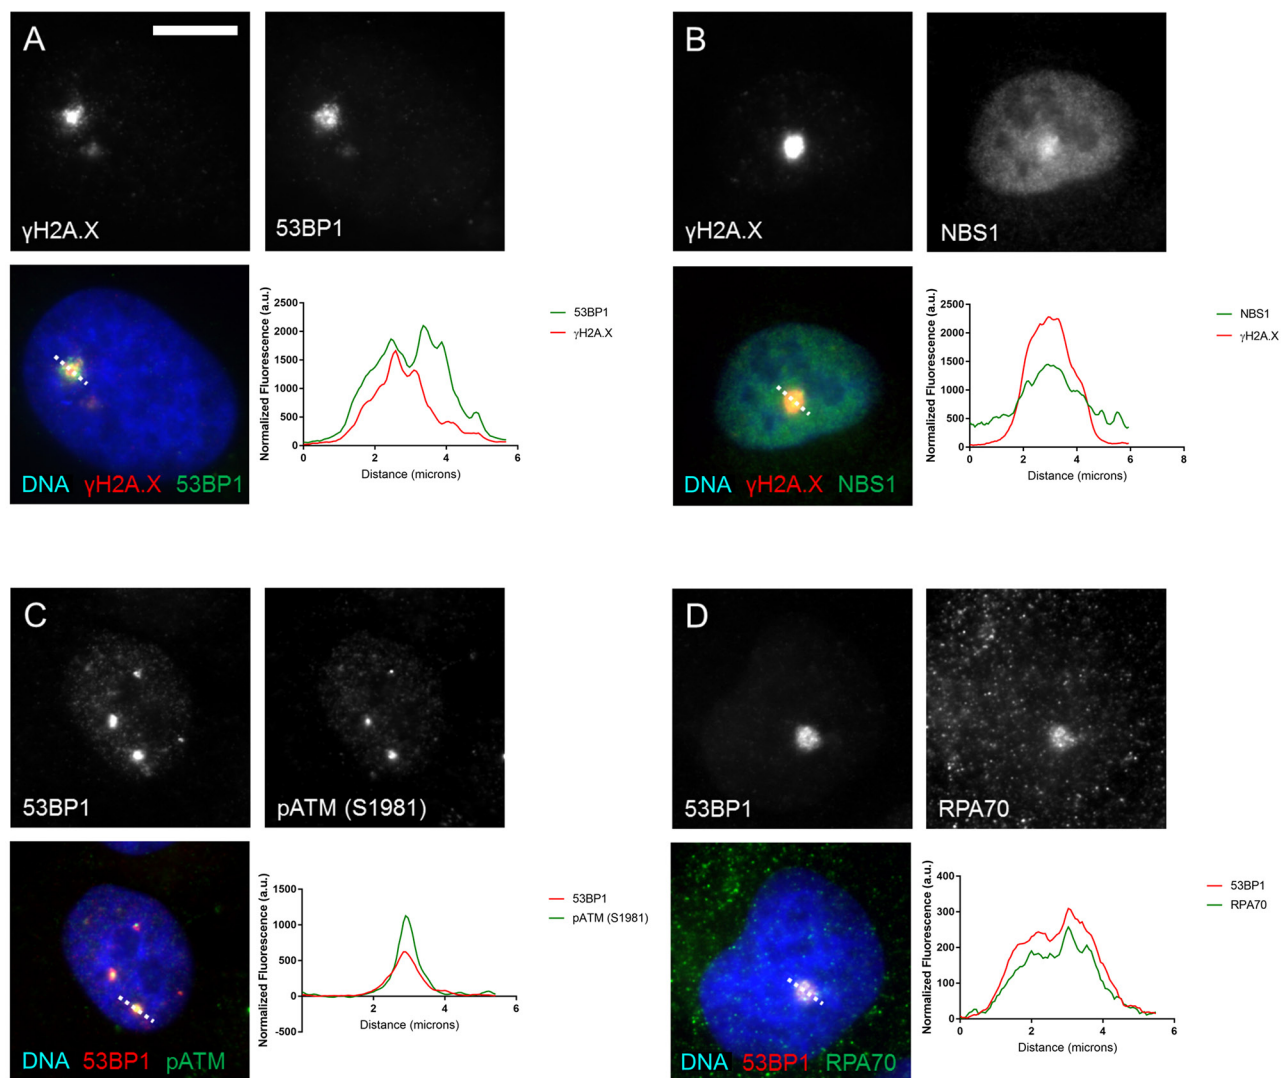 A
γH2A.X
53BP1
DNA γH2A.X 53BP1
Normalized Fluorescence (a.u.)
2500
2000
1500
1000
500
0
0 2 4 6
Distance (microns)
53BP1
γH2A.X
B
γH2A.X
NBS1
DNA γH2A.X NBS1
Normalized Fluorescence (a.u.)
2500
2000
1500
1000
500
0
0 2 4 6 8
Distance (microns)
NBS1
γH2A.X
C
53BP1
pATM (S1981)
DNA 53BP1 pATM
Normalized Fluorescence (a.u.)
1500
1000
500
0
-500
2 4 6
Distance (microns)
53BP1
pATM (S1981)
D
53BP1
RPA70
DNA 53BP1 RPA70
Normalized Fluorescence (a.u.)
400
300
200
100
0
0 2 4 6
Distance (microns)
53BP1
RPA70